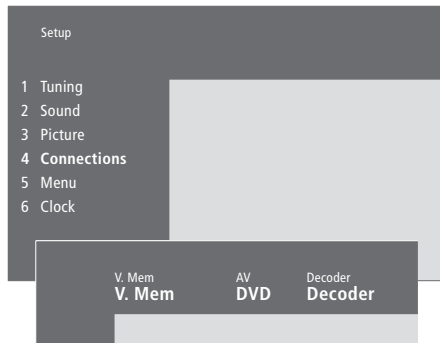 Setup
1 Tuning
2 Sound
3 Picture
4 Connections
5 Menu
6 Clock
V. Mem AV Decoder
V. Mem DVD Decoder